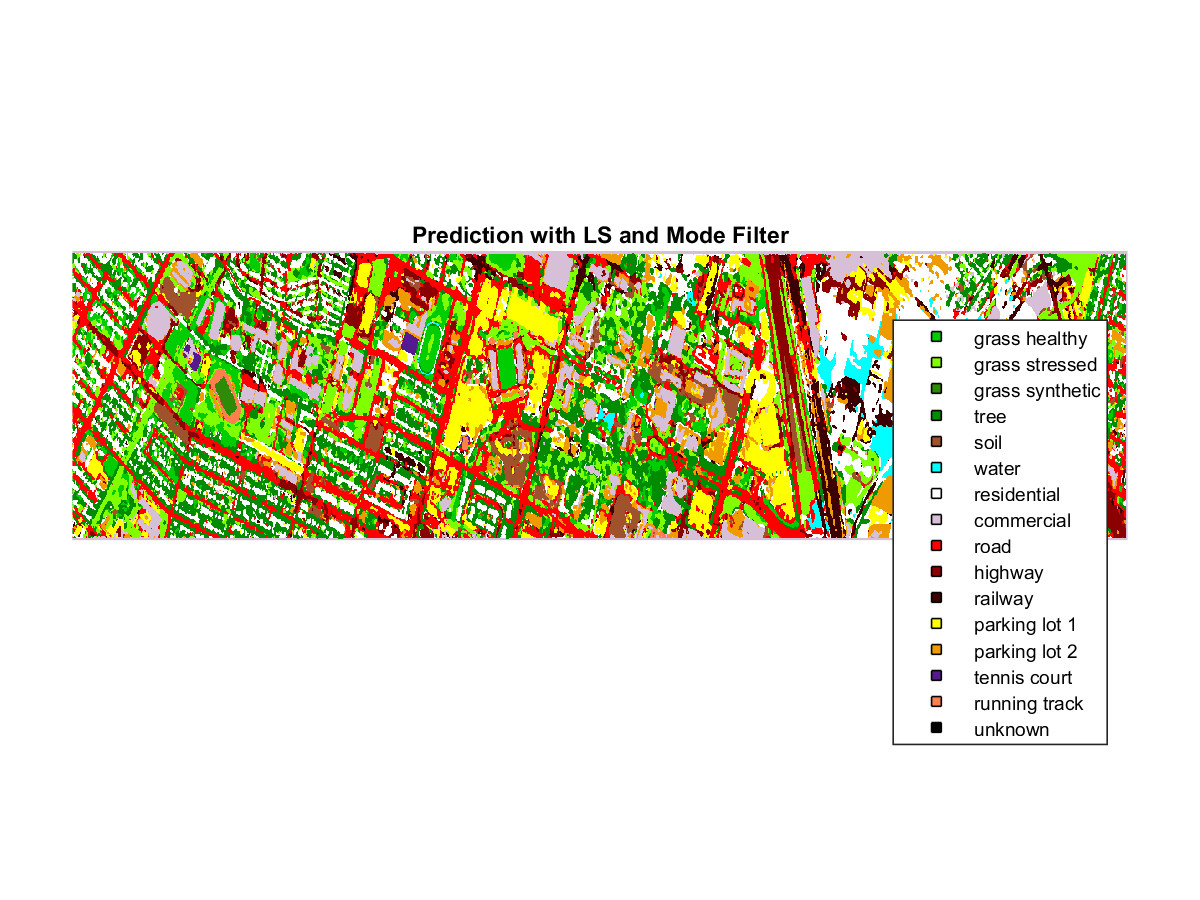 Prediction with LS and Mode Filter
grass healthy
grass stressed
grass synthetic
tree
soil
water
residential
commercial
road
highway
railway
parking lot 1
parking lot 2
tennis court
running track
unknown